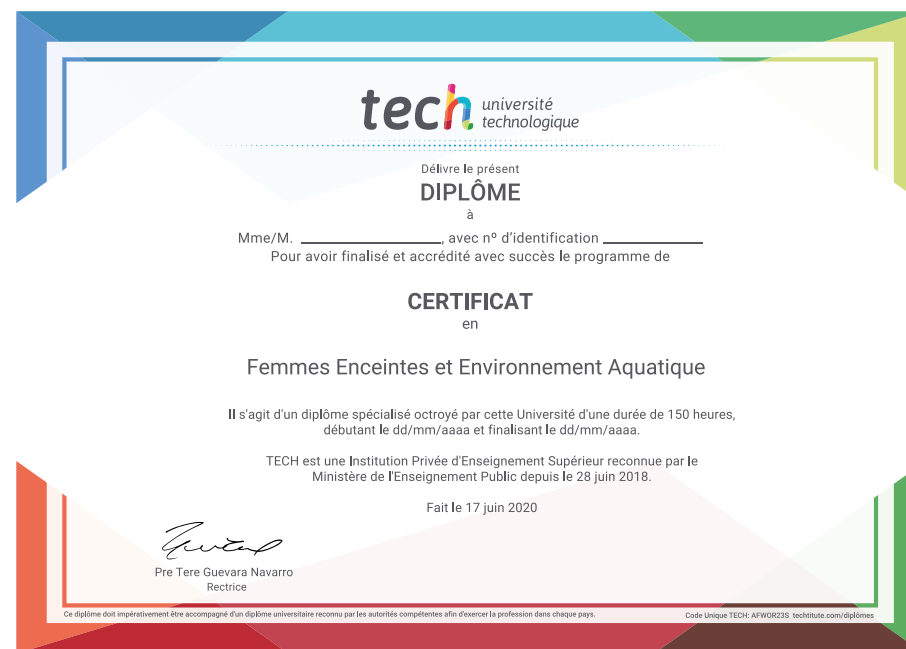 tech université
technologique
Délivre le présent
DIPLÔME
à
Mme/M. ____________________, avec nº d'identification ______________
Pour avoir finalisé et accrédité avec succès le programme de
CERTIFICAT
en
Femmes Enceintes et Environnement Aquatique
Il s'agit d'un diplôme spécialisé octroyé par cette Université d'une durée de 150 heures,
débutant le dd/mm/aaaa et finalisant le dd/mm/aaaa.
TECH est une Institution Privée d'Enseignement Supérieur reconnue par le
Ministère de l'Enseignement Public depuis le 28 juin 2018.
Fait le 17 juin 2020
Pre Tere Guevara Navarro
Rectrice
Ce diplôme doit impérativement être accompagné d'un diplôme universitaire reconnu par les autorités compétentes afin d'exercer la profession dans chaque pays.
Code Unique TECH: AFWOR23S techtitute.com/diplômes